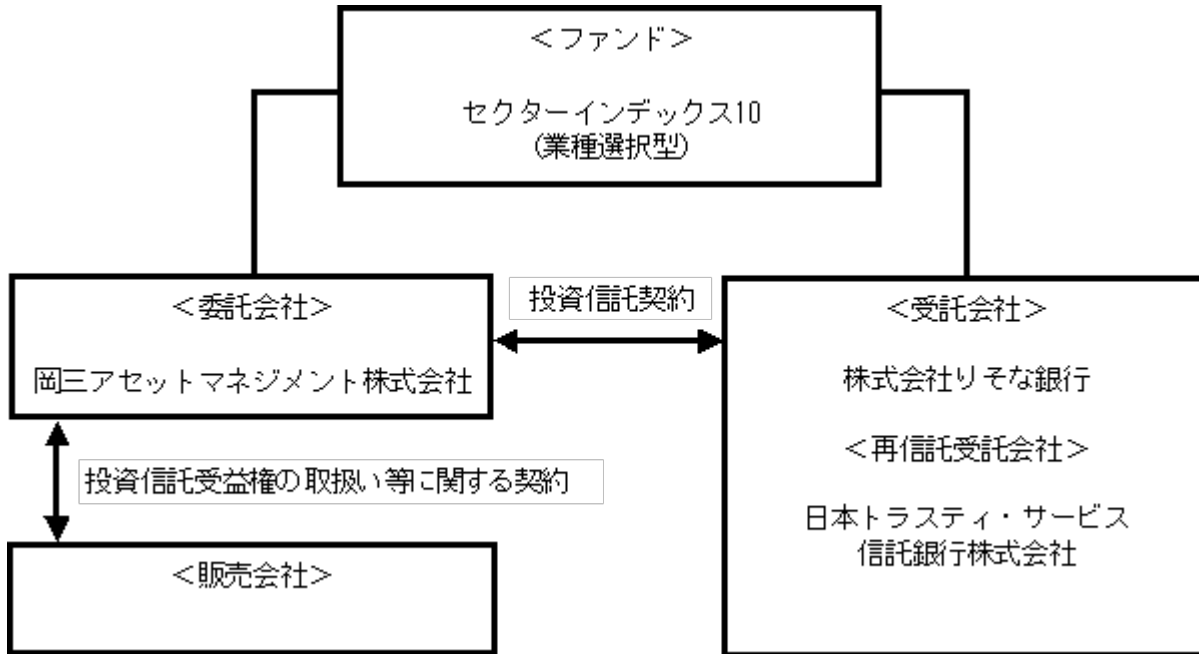 ＜ファンド＞
セクターインデックス10
(業種選択型)
＜委託会社＞
岡三アセットマネジメント株式会社
投資信託契約
＜受託会社＞
株式会社りそな銀行
＜再信託受託会社＞
日本トラスティ・サービス
信託銀行株式会社
投資信託受益権の取扱い等に関する契約
＜販売会社＞